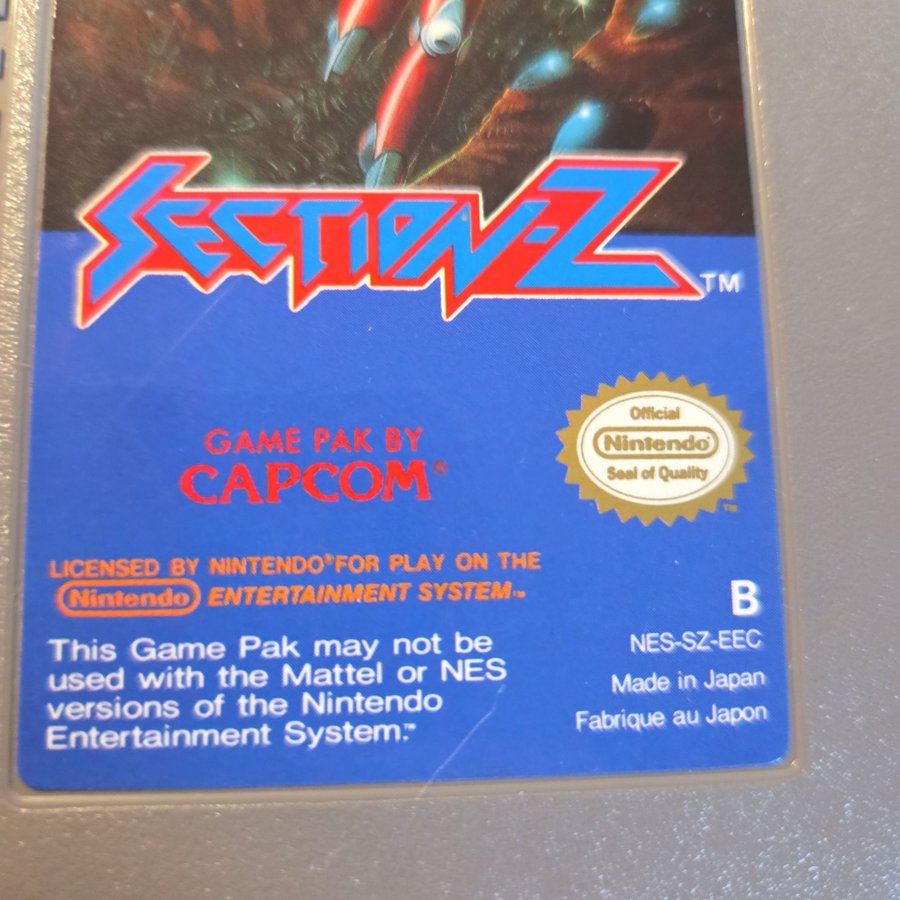 SECTION-Z™
GAME PAK BY
CAPCOM®
Official
Nintendo®
Seal of Quality
TM
LICENSED BY NINTENDO® FOR PLAY ON THE
Nintendo ENTERTAINMENT SYSTEM™
This Game Pak may not be
used with the Mattel or NES
versions of the Nintendo
Entertainment System.™
B
NES-SZ-EEC
Made in Japan
Fabrique au Japon